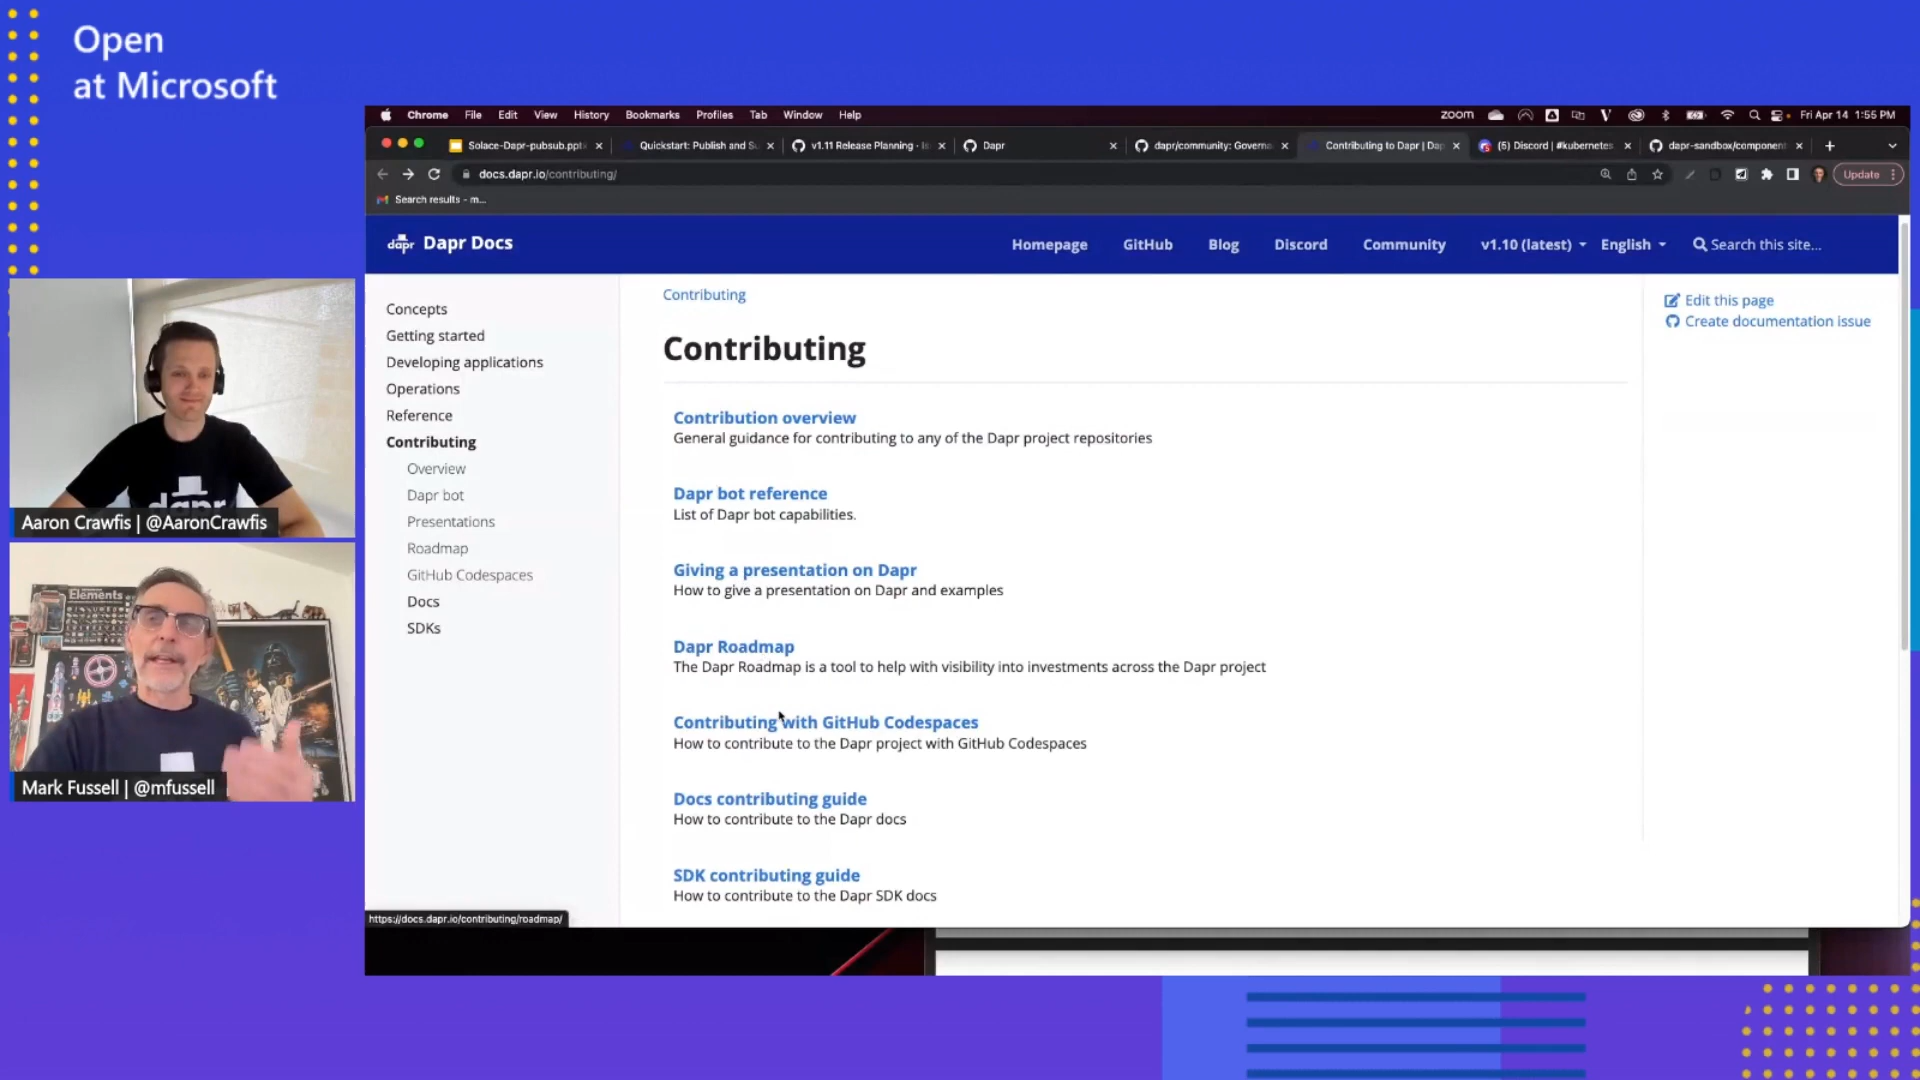 Open
at Microsoft
Chrome File Edit View History Bookmarks Profiles Tab Window Help
zoom Fri Apr 14 1:55 PM
Solace-Dapr-pubsub.ppt
Quickstart: Publish and Su
v1.11 Release Planning
Dapr
dapr/community: Governa
Contributing to Dapr | Dap
(5) Discord | #kubernetes
dapr-sandbox/component
docs.dapr.io/contributing/
Update
Search results - m...
dapr Dapr Docs
Homepage GitHub Blog Discord Community v1.10 (latest) English Search this site...
Concepts
Getting started
Developing applications
Operations
Reference
Contributing
Overview
Dapr bot
Presentations
Roadmap
GitHub Codespaces
Docs
SDKs
Contributing
Contributing
Contribution overview
General guidance for contributing to any of the Dapr project repositories
Dapr bot reference
List of Dapr bot capabilities.
Giving a presentation on Dapr
How to give a presentation on Dapr and examples
Dapr Roadmap
The Dapr Roadmap is a tool to help with visibility into investments across the Dapr project
Contributing with GitHub Codespaces
How to contribute to the Dapr project with GitHub Codespaces
Docs contributing guide
How to contribute to the Dapr docs
SDK contributing guide
How to contribute to the Dapr SDK docs
Edit this page
Create documentation issue
https://docs.dapr.io/contributing/roadmap/
dapr
Aaron Crawfis | @AaronCrawfis
Elements
Mark Fussell | @mfussell